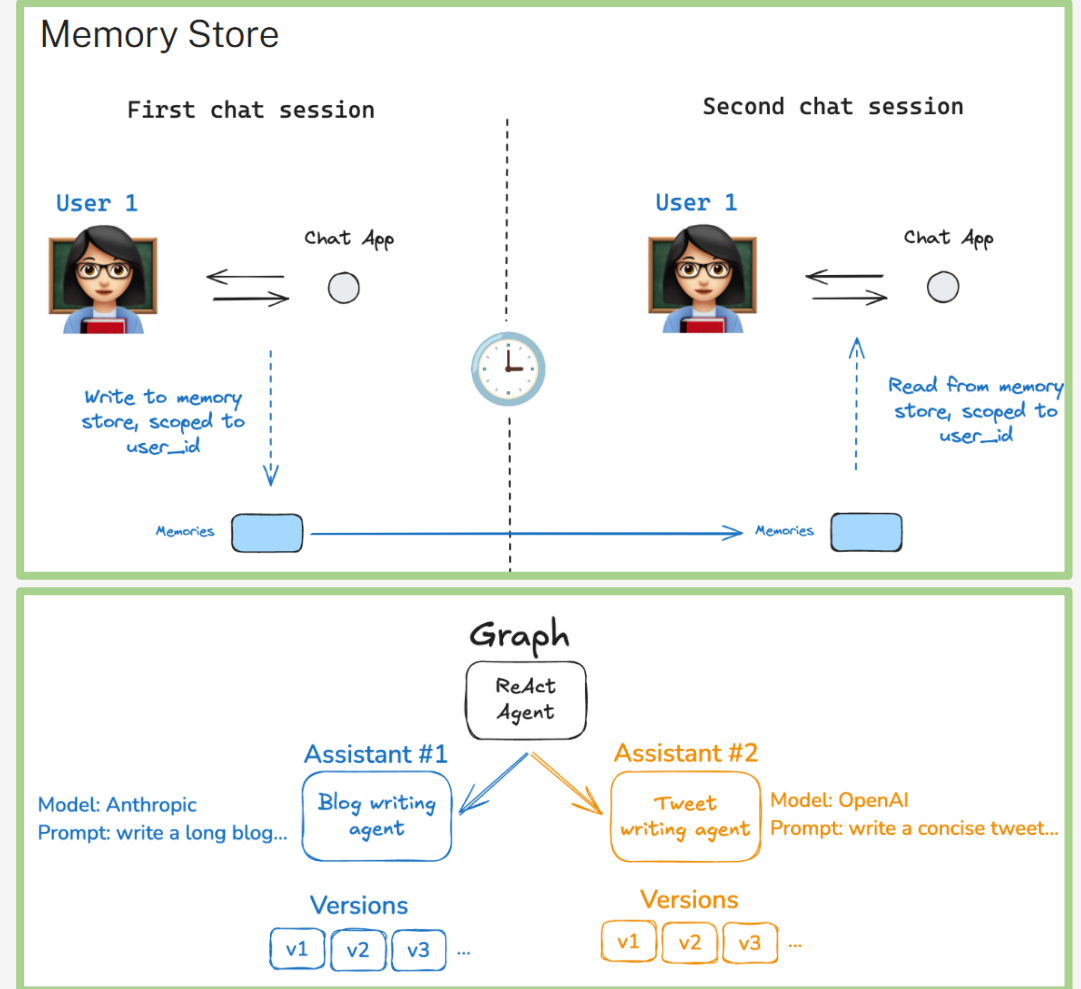 Memory Store
First chat session
Second chat session
User 1
Chat App
User 1
Chat App
Write to memory
store, scoped to
user_id
Read from memory
store, scoped to
user_id
Memories
Memories
Graph
ReAct
Agent
Assistant #1
Blog writing
agent
Model: Anthropic
Prompt: write a long blog...
Versions
v1 v2 v3 ...
Assistant #2
Tweet
writing agent
Model: OpenAI
Prompt: write a concise tweet...
Versions
v1 v2 v3 ...